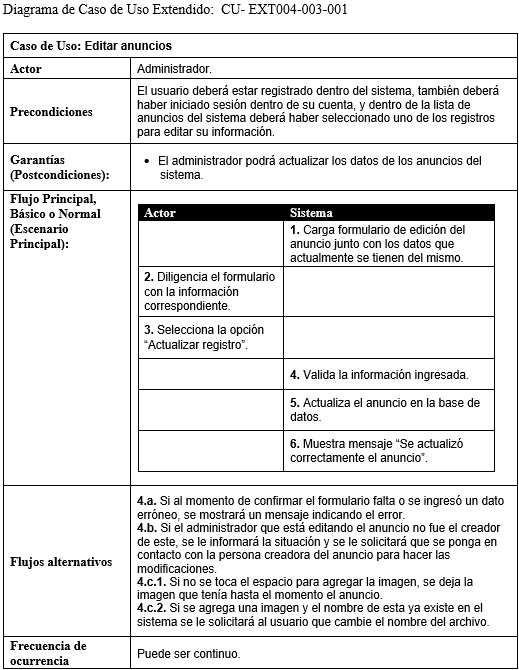 Diagrama de Caso de Uso Extendido:  CU- EXT004-003-001
Caso de Uso: Editar anuncios
Actor
Administrador.
Precondiciones
El usuario deberá estar registrado dentro del sistema, también deberá
haber iniciado sesión dentro de su cuenta, y dentro de la lista de
anuncios del sistema deberá haber seleccionado uno de los registros
para editar su información.
Garantías
(Postcondiciones):
• El administrador podrá actualizar los datos de los anuncios del
sistema.
Flujo Principal,
Básico o Normal
(Escenario
Principal):
Actor
Sistema
1. Carga formulario de edición del
anuncio junto con los datos que
actualmente se tienen del mismo.
2. Diligencia el formulario
con la información
correspondiente.
3. Selecciona la opción
“Actualizar registro”.
4. Valida la información ingresada.
5. Actualiza el anuncio en la base de
datos.
6. Muestra mensaje “Se actualizó
correctamente el anuncio”.
Flujos alternativos
4.a. Si al momento de confirmar el formulario falta o se ingresó un dato
erróneo, se mostrará un mensaje indicando el error.
4.b. Si el administrador que está editando el anuncio no fue el creador
de este, se le informará la situación y se le solicitará que se ponga en
contacto con la persona creadora del anuncio para hacer las
modificaciones.
4.c.1. Si no se toca el espacio para agregar la imagen, se deja la
imagen que tenía hasta el momento el anuncio.
4.c.2. Si se agrega una imagen y el nombre de esta ya existe en el
sistema se le solicitará al usuario que cambie el nombre del archivo.
Frecuencia de
ocurrencia
Puede ser continuo.